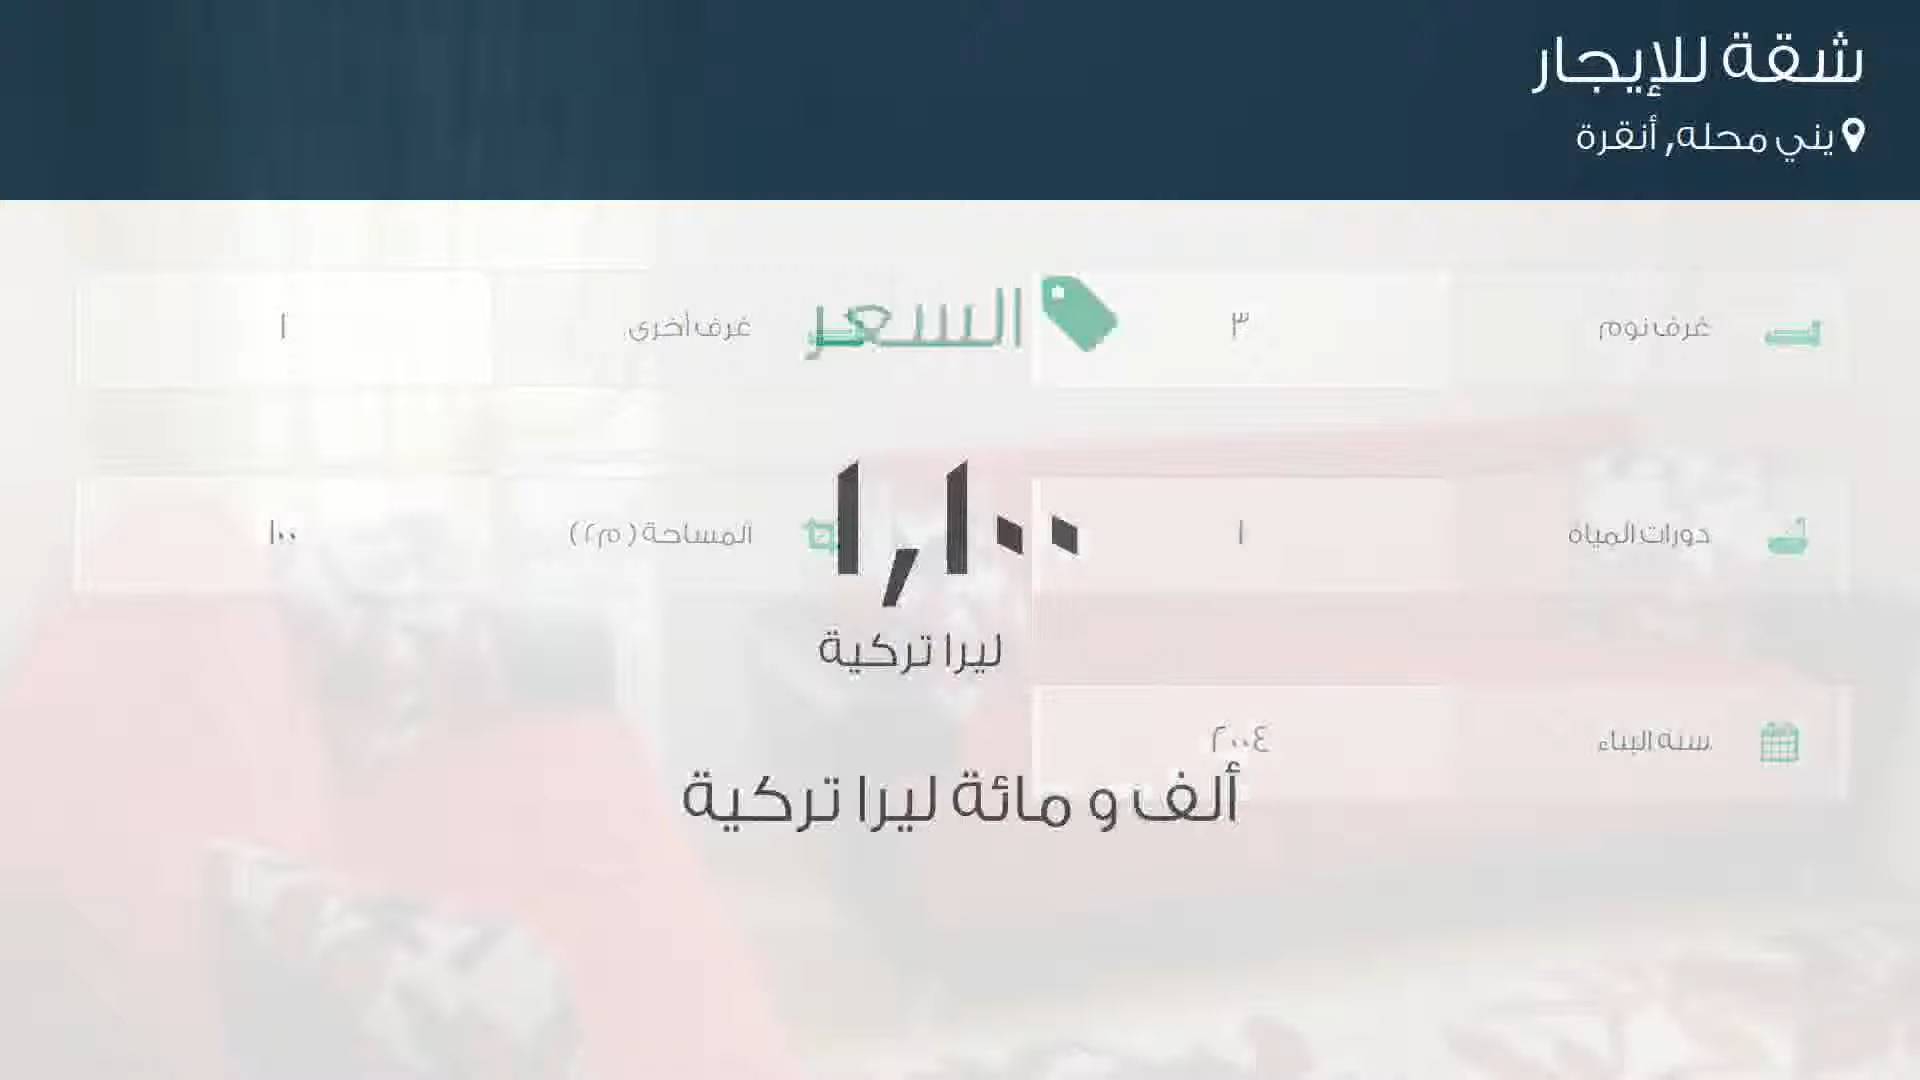 شقة للإيجار
يني محله, أنقرة
السعر
غرف نوم ٣
غرف أخرى ١
١,١٠٠
دورات المياه ١
المساحة (م٢) ١٠٠
ليرا تركية
سنة البناء ٢٠٠٤
ألف و مائة ليرا تركية